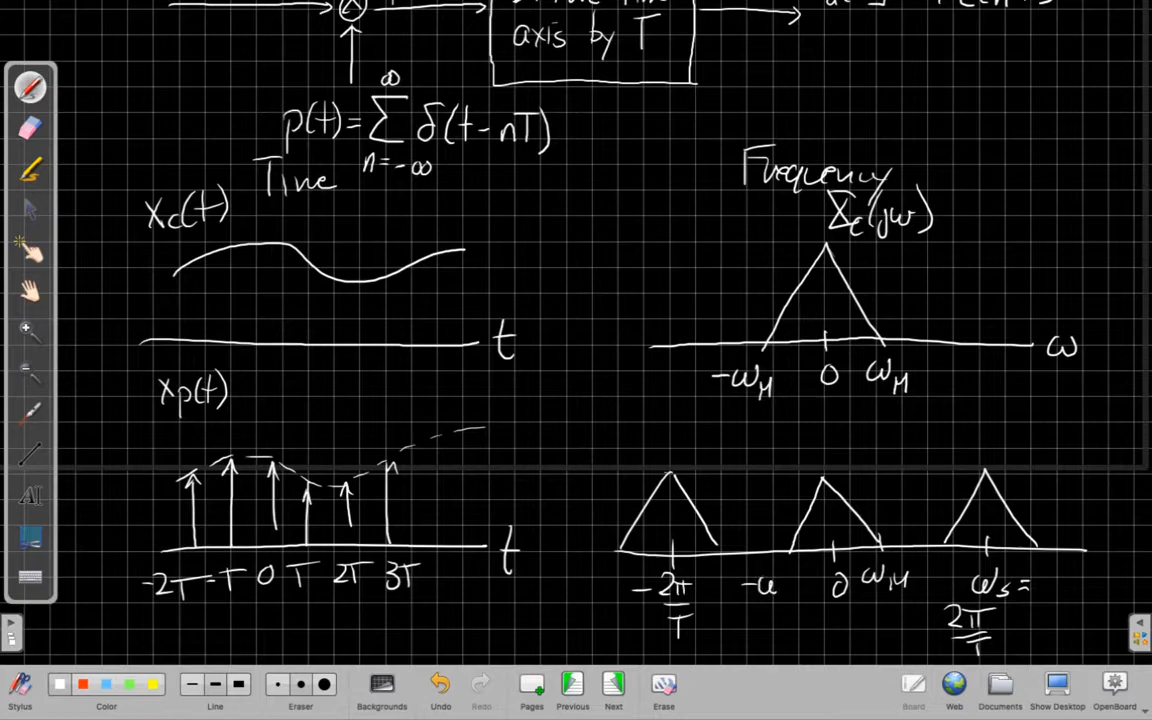 axis by T
p(t)=∑δ(t-nT)
∞
n=-∞
Time
Frequency
xc(t)
Xc(jω)
t
ω
-ωM 0 ωM
xp(t)
t
-2T -T 0 T 2T 3T
-2π/T 0 ωM ωs=
2π/T
Stylus
Color
Line
Eraser
Backgrounds
Undo
Redo
Pages
Previous
Next
Erase
Board
Web
Documents
Show Desktop
OpenBoard